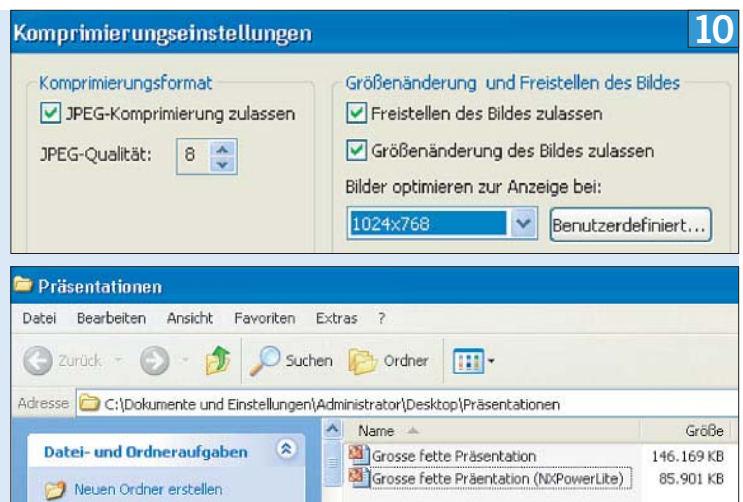 Komprimierungseinstellungen
10
Komprimierungsformat
JPEG-Komprimierung zulassen
JPEG-Qualität: 8
Größenänderung und Freistellen des Bildes
Freistellen des Bildes zulassen
Größenänderung des Bildes zulassen
Bilder optimieren zur Anzeige bei:
1024x768 Benutzerdefiniert...
Präsentationen
Datei Bearbeiten Ansicht Favoriten Extras ?
Zurück Suchen Ordner
Adresse C:\Dokumente und Einstellungen\Administrator\Desktop\Präsentationen
Datei- und Ordneraufgaben
Neuen Ordner erstellen
Name Größe
Grosse fette Präsentation 146.169 KB
Grosse fette Präentation (NXPowerLite) 85.901 KB